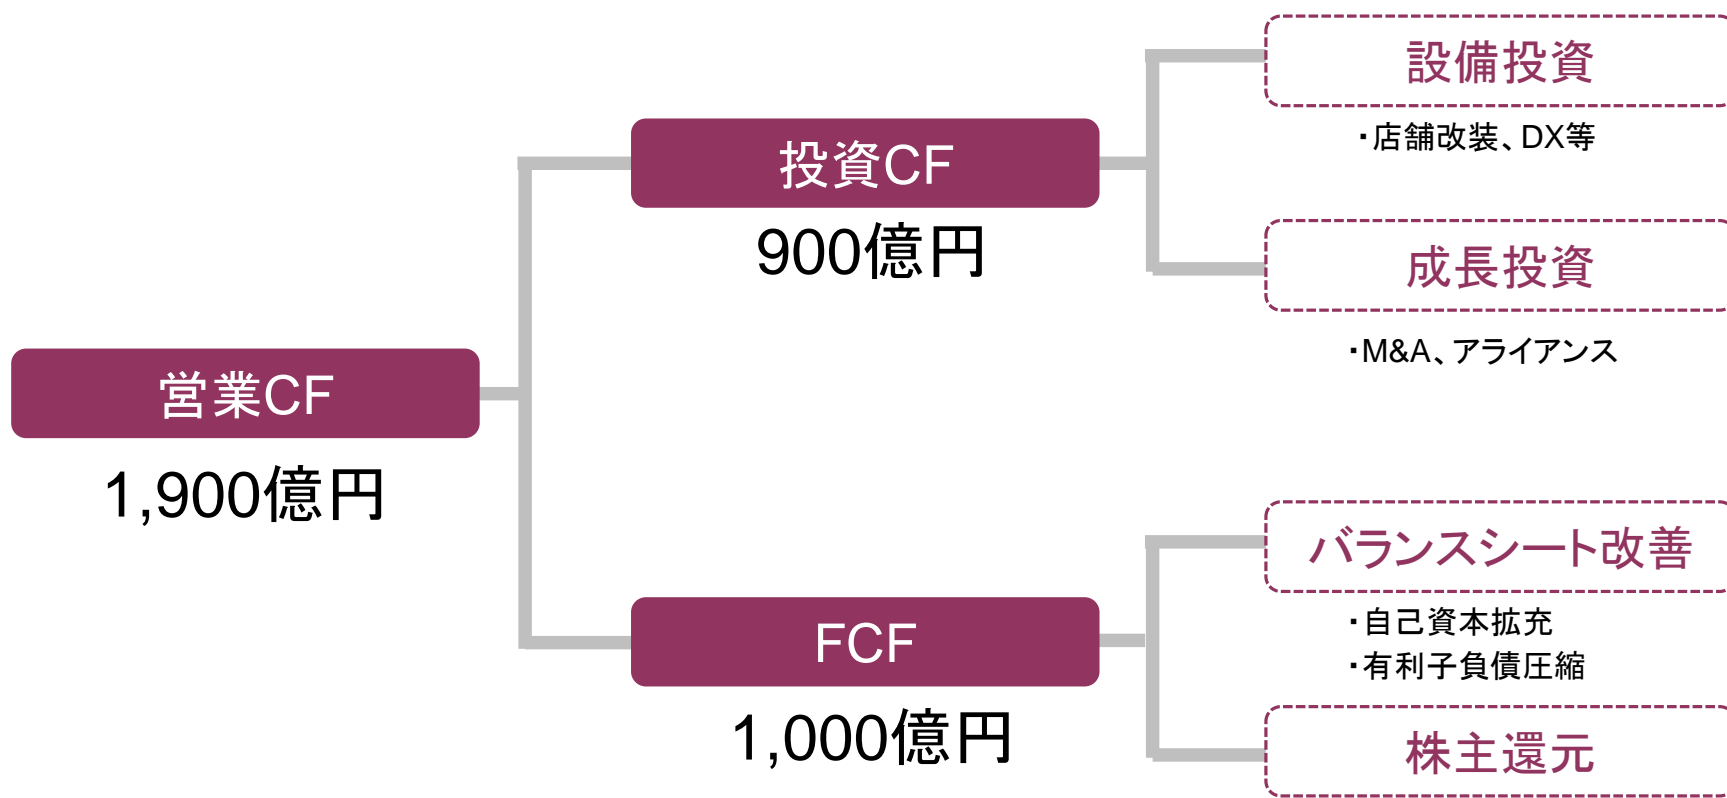 営業CF
1,900億円
投資CF
900億円
設備投資
・店舗改装、DX等
成長投資
・M&A、アライアンス
FCF
1,000億円
バランスシート改善
・自己資本拡充
・有利子負債圧縮
株主還元